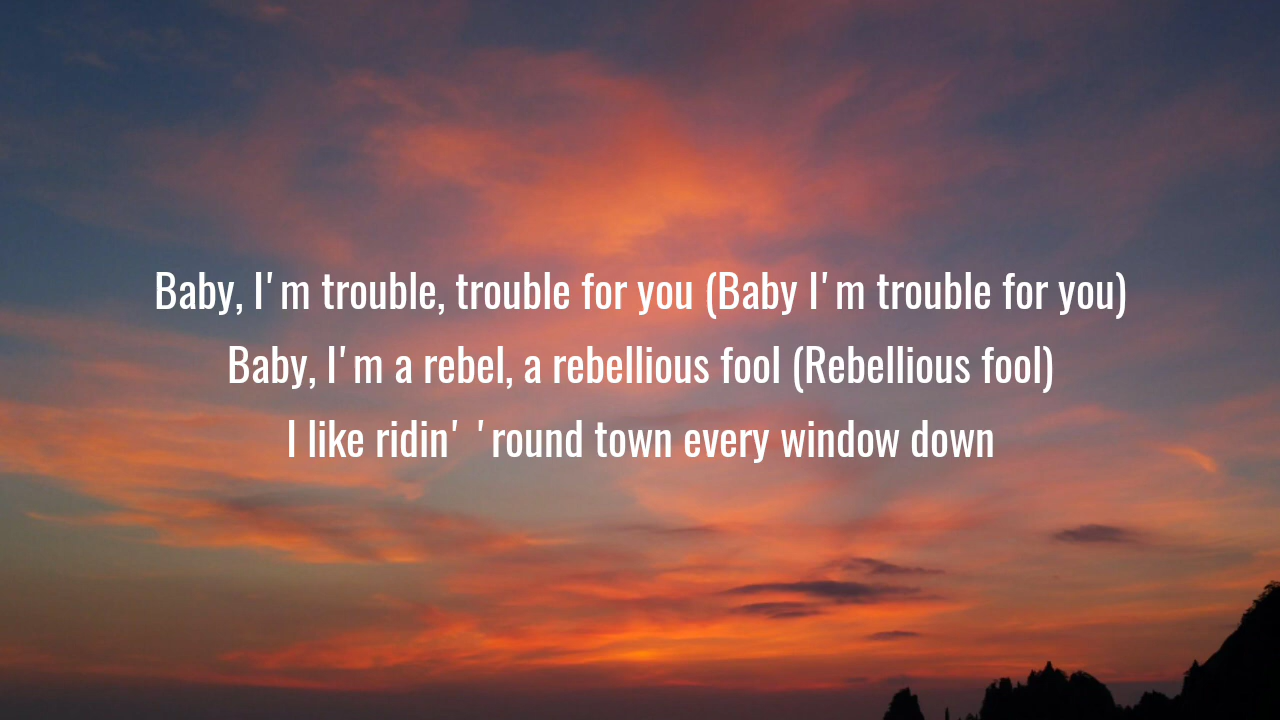 Baby, I'm trouble, trouble for you (Baby I'm trouble for you)
Baby, I'm a rebel, a rebellious fool (Rebellious fool)
I like ridin' 'round town every window down